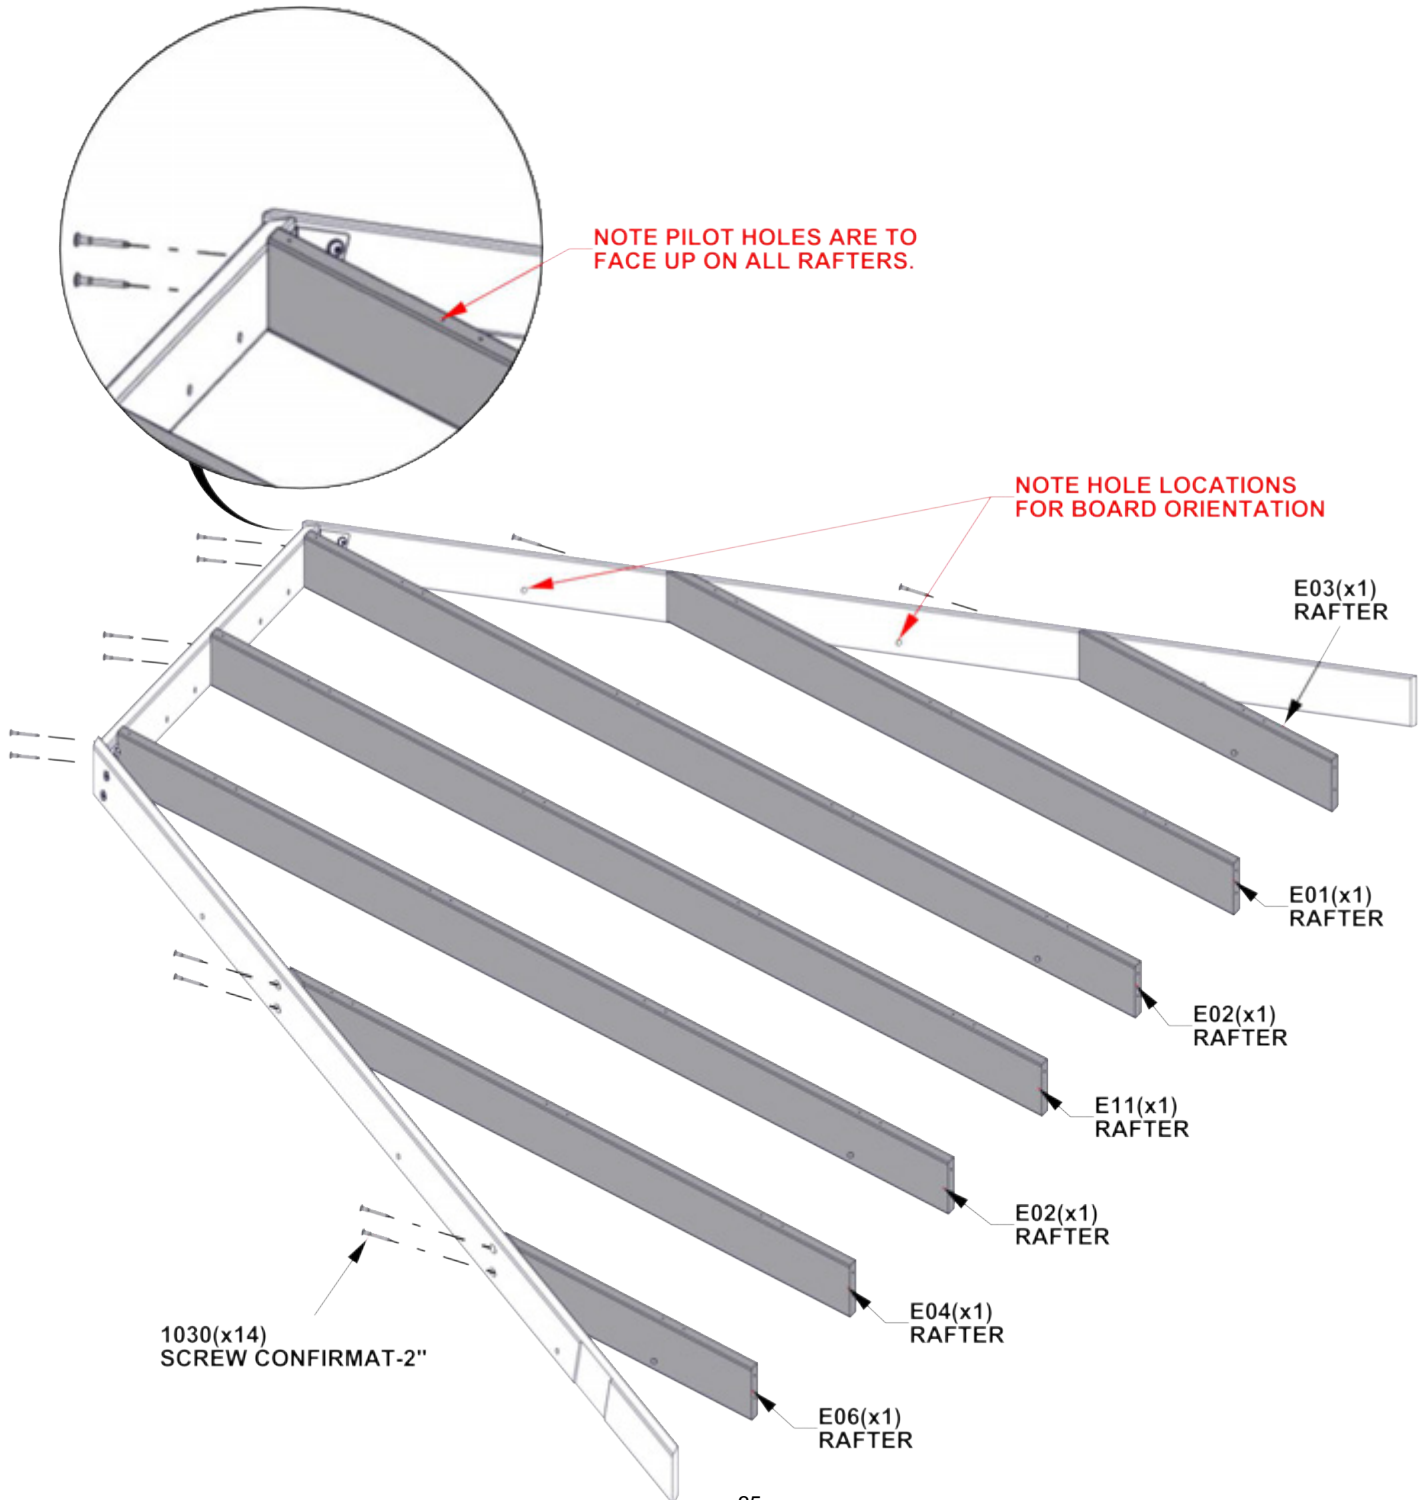 NOTE PILOT HOLES ARE TO
FACE UP ON ALL RAFTERS.
NOTE HOLE LOCATIONS
FOR BOARD ORIENTATION
E03(x1)
RAFTER
E01(x1)
RAFTER
E02(x1)
RAFTER
E11(x1)
RAFTER
E02(x1)
RAFTER
E04(x1)
RAFTER
E06(x1)
RAFTER
1030(x14)
SCREW CONFIRMAT-2"